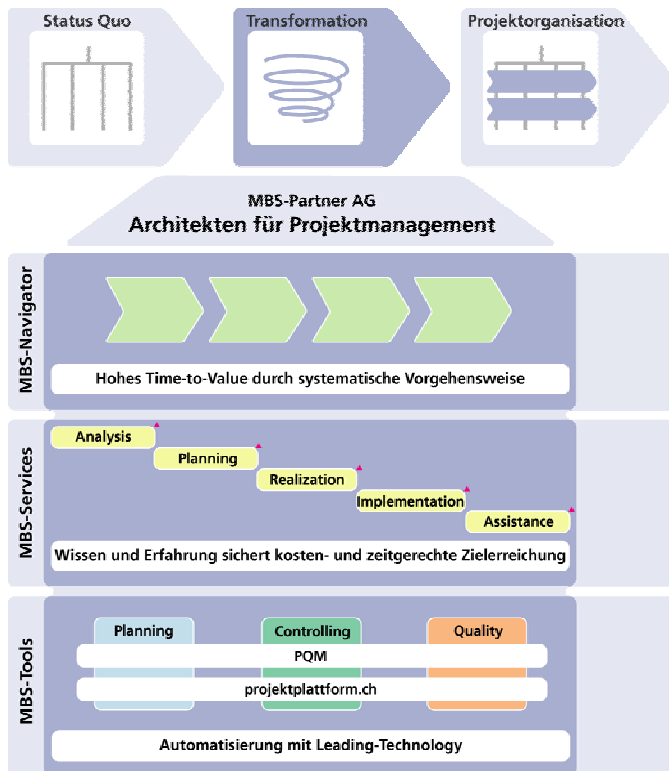 Status Quo
Transformation
Projektorganisation
MBS-Partner AG
Architekten für Projektmanagement
MBS-Navigator
Hohes Time-to-Value durch systematische Vorgehensweise
MBS-Services
Analysis
Planning
Realization
Implementation
Assistance
Wissen und Erfahrung sichert kosten- und zeitgerechte Zielerreichung
MBS-Tools
Planning
Controlling
Quality
PQM
projektplattform.ch
Automatisierung mit Leading-Technology